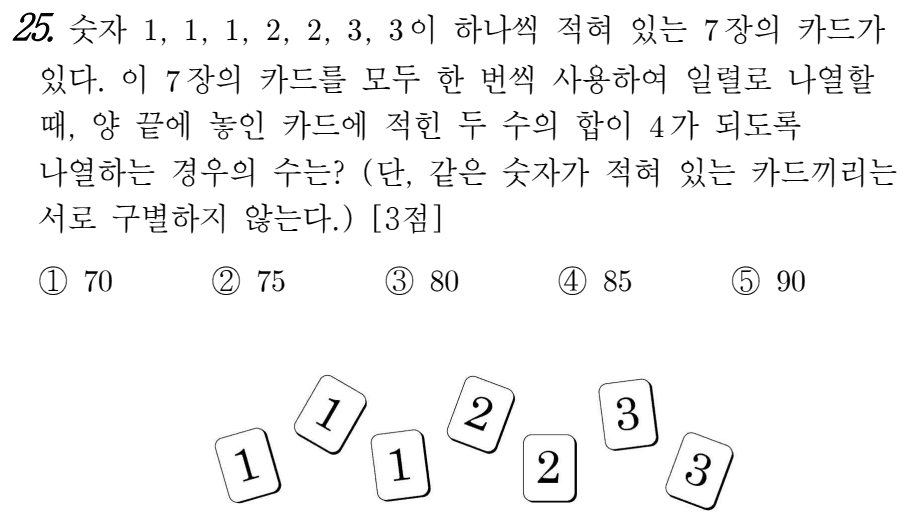 25. 숫자 1, 1, 1, 2, 2, 3, 3이 하나씩 적혀 있는 7장의 카드가
있다. 이 7장의 카드를 모두 한 번씩 사용하여 일렬로 나열할
때, 양 끝에 놓인 카드에 적힌 두 수의 합이 4가 되도록
나열하는 경우의 수는? (단, 같은 숫자가 적혀 있는 카드끼리는
서로 구별하지 않는다.) [3점]
① 70 ② 75 ③ 80 ④ 85 ⑤ 90
1 1 1 2 2 3 3